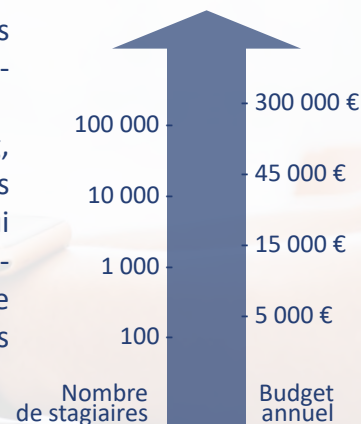 s
-
,
s
ui
-
e
s
100 000 -
10 000 -
1 000 -
100 -
- 300 000 €
- 45 000 €
- 15 000 €
- 5 000 €
Nombre
de stagiaires
Budget
annuel